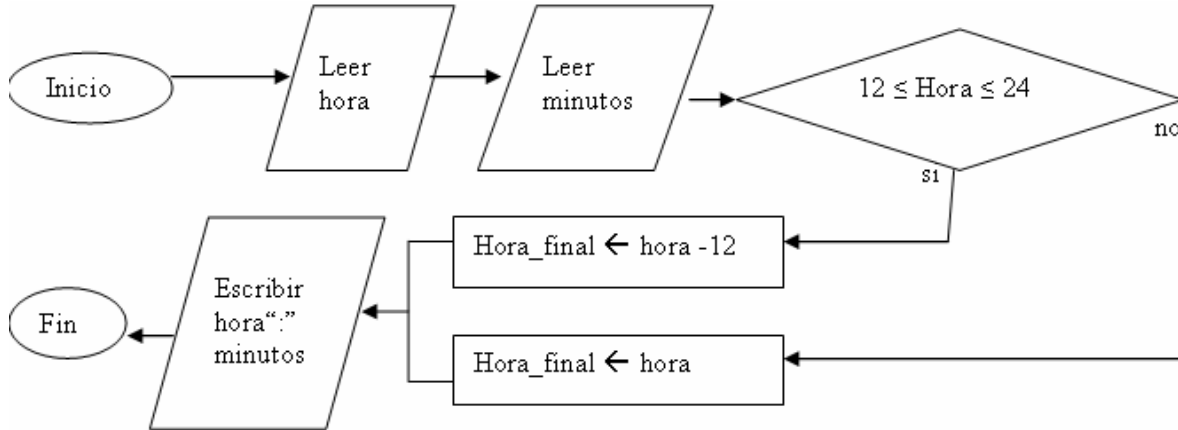 Inicio
Leer
hora
Leer
minutos
12 ≤ Hora ≤ 24
no
si
Hora_final ← hora -12
Hora_final ← hora
Escribir
hora“:”
minutos
Fin